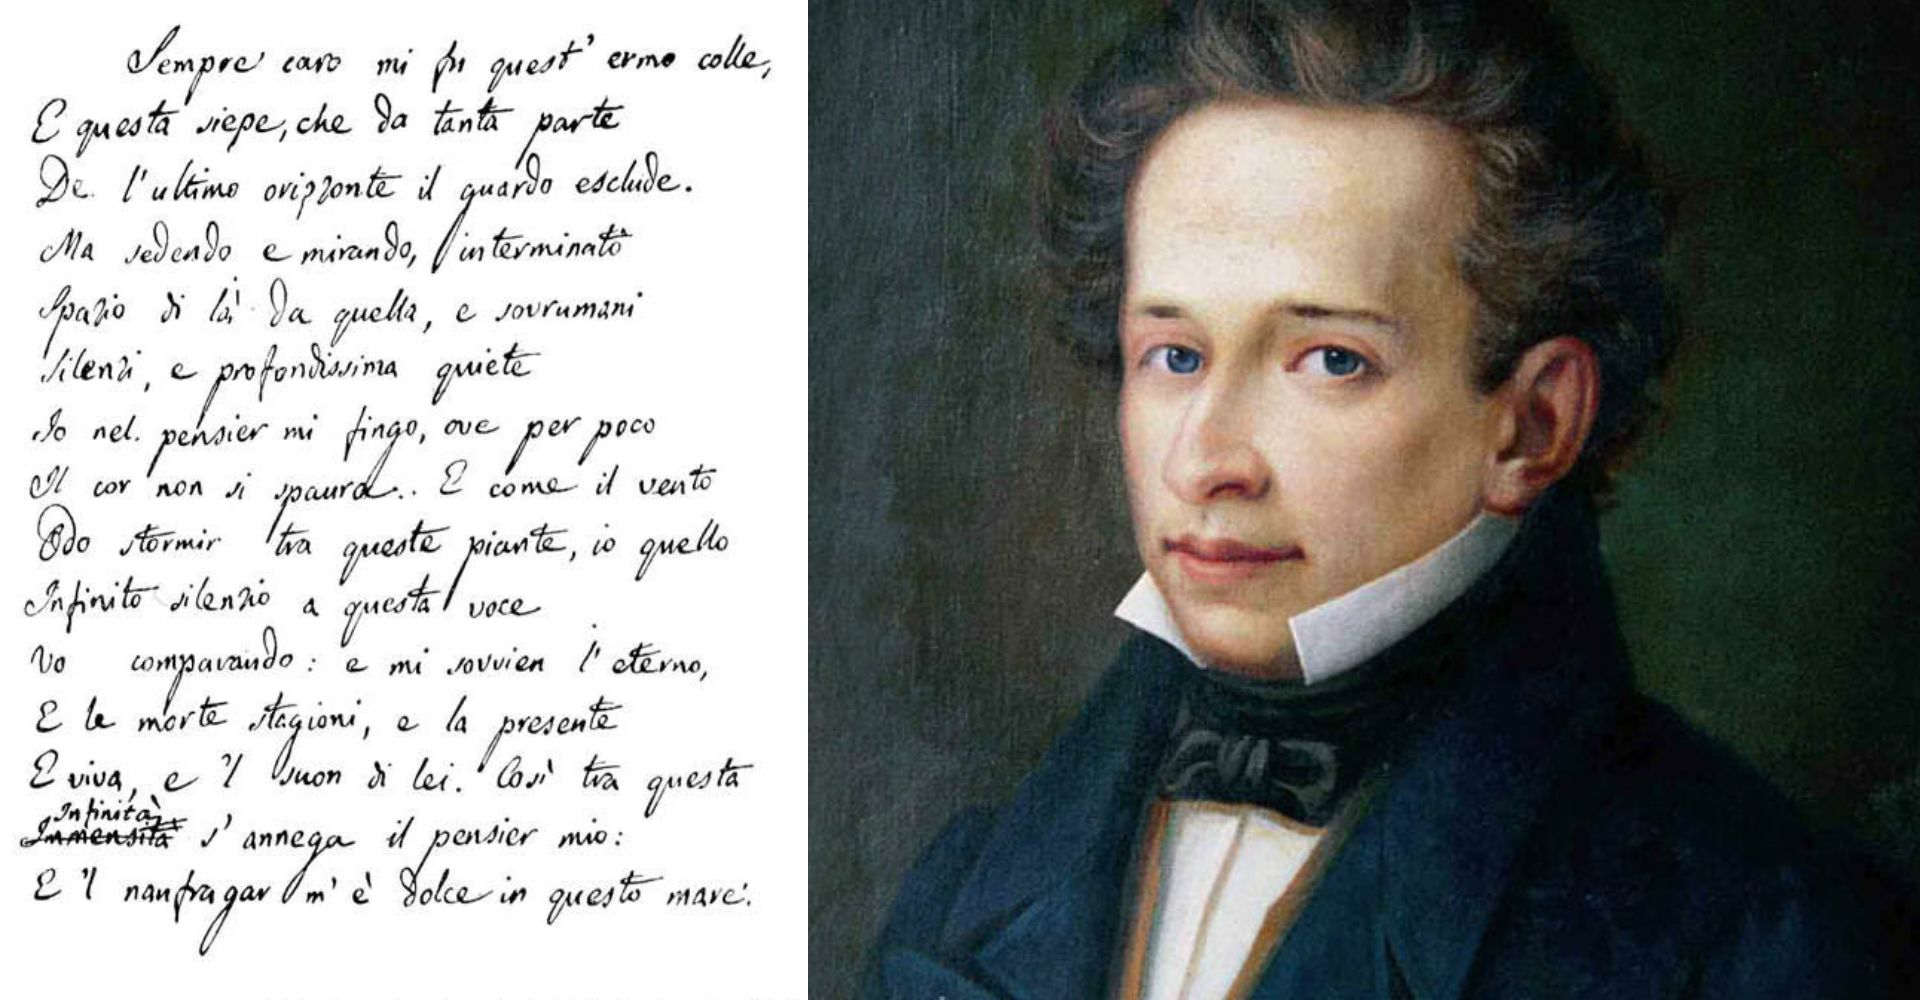 Sempre caro mi fu quest' ermo colle,
E questa siepe, che da tanta parte
De l'ultimo orizzonte il guardo esclude.
Ma sedendo e mirando, interminato
Spazio di là da quella, e sovrumani
Silenzi, e profondissima quiete
Io nel pensier mi fingo, ove per poco
Il cor non si spaura. E come il vento
Odo stormir tra queste piante, io quello
Infinito silenzio a questa voce
Vo comparando: e mi sovvien l'eterno,
E le morte stagioni, e la presente
E viva, e 'l suon di lei. Così tra questa
Infinità
Immensità s'annega il pensier mio:
E 'l naufragar m'è dolce in questo mare.